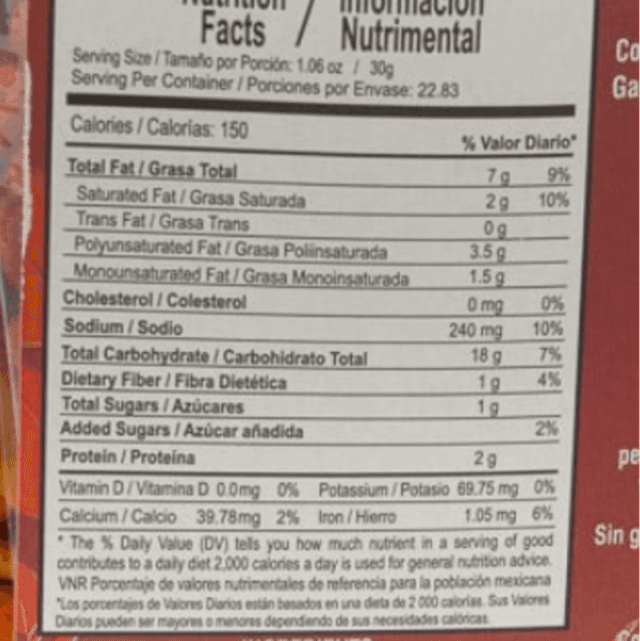 Nutrition / Información
Facts / Nutrimental
Serving Size / Tamaño por Porción: 1.06 oz / 30g
Serving Per Container / Porciones por Envase: 22.83
Calories / Calorías: 150
% Valor Diario*
Total Fat / Grasa Total 7 g 9%
Saturated Fat / Grasa Saturada 2 g 10%
Trans Fat / Grasa Trans 0 g
Polyunsaturated Fat / Grasa Poliinsaturada 3.5 g
Monounsaturated Fat / Grasa Monoinsaturada 1.5 g
Cholesterol / Colesterol 0 mg 0%
Sodium / Sodio 240 mg 10%
Total Carbohydrate / Carbohidrato Total 18 g 7%
Dietary Fiber / Fibra Dietética 1 g 4%
Total Sugars / Azúcares 1 g
Added Sugars / Azúcar añadida 2%
Protein / Proteína 2 g
Vitamin D / Vitamina D 0.0mg 0% Potassium / Potasio 69.75 mg 0%
Calcium / Calcio 39.78mg 2% Iron / Hierro 1.05 mg 6%
* The % Daily Value (DV) tells you how much nutrient in a serving of good
contributes to a daily diet 2,000 calories a day is used for general nutrition advice.
VNR Porcentaje de valores nutrimentales de referencia para la población mexicana
*Los porcentajes de Valores Diarios están basados en una dieta de 2 000 calorías. Sus Valores
Diarios pueden ser mayores o menores dependiendo de sus necesidades calóricas.
Co
Ga
pe
Sin g